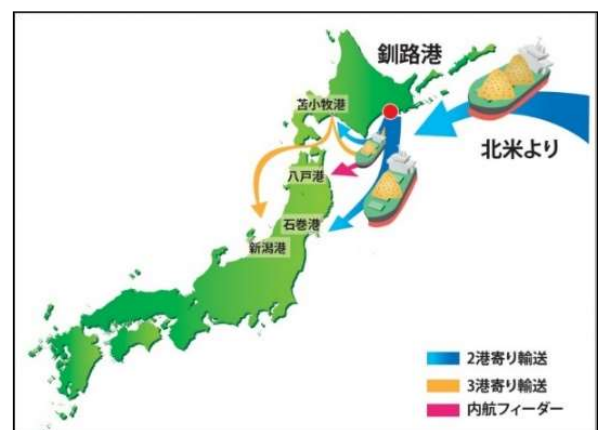 釧路港
苫小牧港
北米より
八戸港
石巻港
新潟港
2港寄り輸送
3港寄り輸送
内航フィーダー